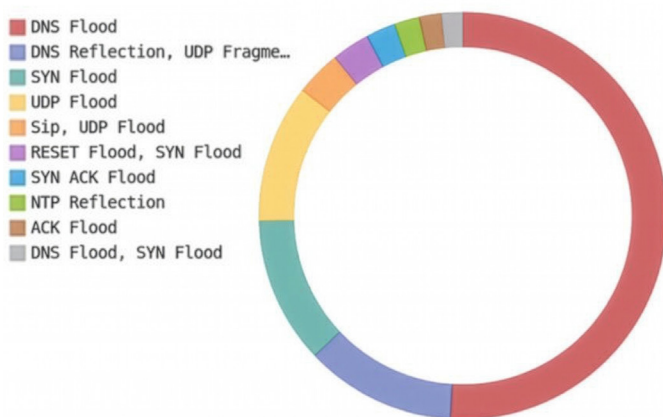 DNS Flood
DNS Reflection, UDP Fragme…
SYN Flood
UDP Flood
Sip, UDP Flood
RESET Flood, SYN Flood
SYN ACK Flood
NTP Reflection
ACK Flood
DNS Flood, SYN Flood